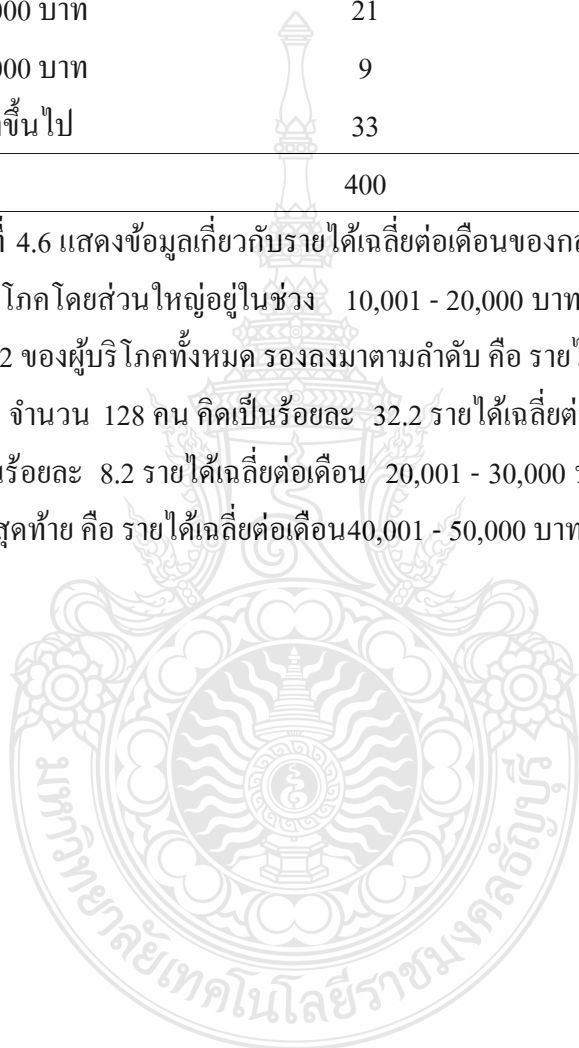 000 บาท 21
000 บาท 9
ขึ้นไป 33
400
ที่ 4.6 แสดงข้อมูลเกี่ยวกับรายได้เฉลี่ยต่อเดือนของกล
โภคโดยส่วนใหญ่อยู่ในช่วง 10,001 - 20,000 บาท
2 ของผู้บริโภคทั้งหมด รองลงมาตามลำดับ คือ รายไ
จำนวน 128 คน คิดเป็นร้อยละ 32.2 รายได้เฉลี่ยต่
นร้อยละ 8.2 รายได้เฉลี่ยต่อเดือน 20,001 - 30,000
สุดท้าย คือ รายได้เฉลี่ยต่อเดือน40,001 - 50,000 บาท
มหาวิทยาลัยเทคโนโลยีราชมงคลธัญบุรี